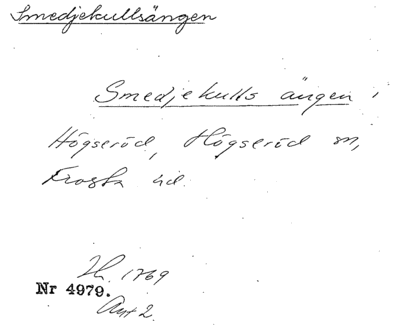 Smedjekullsängen
Smedjekulls ängen i
Högseröd, Högseröd sn,
Frosta hd.
H. 1769
Nr 4979.
Akt 2.